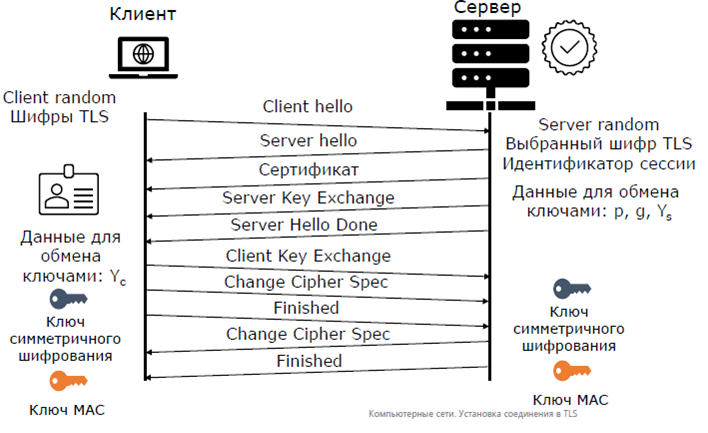 Клиент
Сервер
Client random
Шифры TLS
Client hello
Server random
Выбранный шифр TLS
Идентификатор сессии
Server hello
Сертификат
Server Key Exchange
Данные для обмена
ключами: p, g, Ys
Server Hello Done
Данные для
обмена
ключами: Yc
Client Key Exchange
Change Cipher Spec
Finished
Change Cipher Spec
Finished
Ключ
симметричного
шифрования
Ключ MAC
Ключ
симметричного
шифрования
Ключ MAC
Компьютерные сети. Установка соединения в TLS